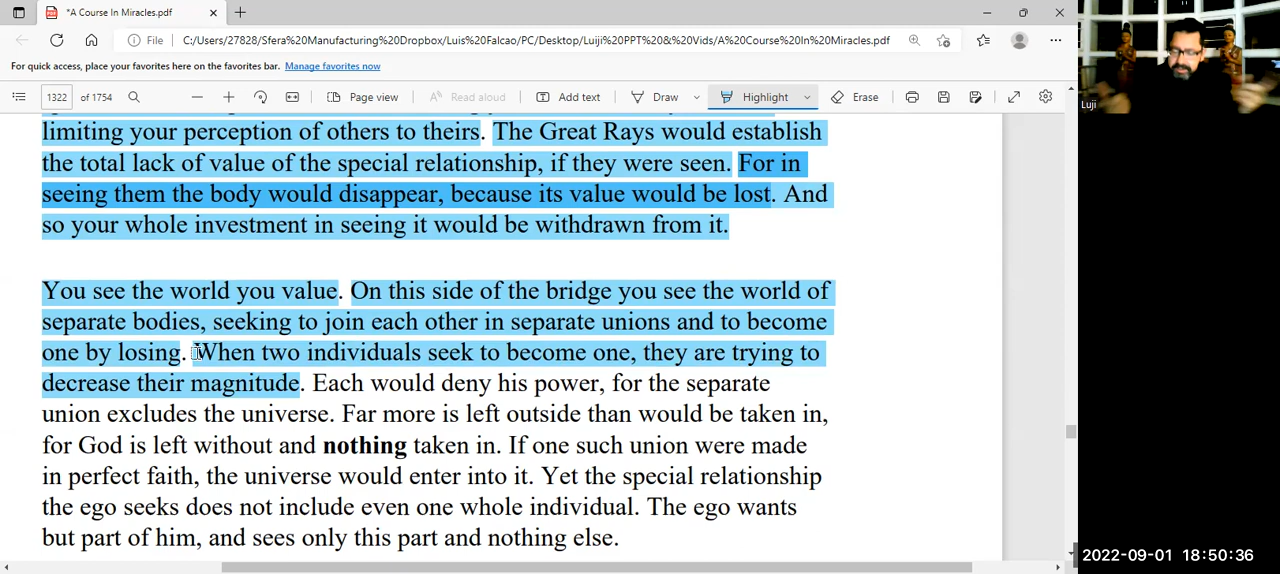 *A Course In Miracles.pdf
File C:/Users/27828/Sfera%20Manufacturing%20Dropbox/Luis%20Falcao/PC/Desktop/Luiji%20PPT%20&%20Vids/A%20Course%20In%20Miracles.pdf
For quick access, place your favorites here on the favorites bar. Manage favorites now
1322 of 1754 Page view Read aloud Add text Draw Highlight Erase
Luji
limiting your perception of others to theirs. The Great Rays would establish
the total lack of value of the special relationship, if they were seen. For in
seeing them the body would disappear, because its value would be lost. And
so your whole investment in seeing it would be withdrawn from it.
You see the world you value. On this side of the bridge you see the world of
separate bodies, seeking to join each other in separate unions and to become
one by losing. When two individuals seek to become one, they are trying to
decrease their magnitude. Each would deny his power, for the separate
union excludes the universe. Far more is left outside than would be taken in,
for God is left without and nothing taken in. If one such union were made
in perfect faith, the universe would enter into it. Yet the special relationship
the ego seeks does not include even one whole individual. The ego wants
but part of him, and sees only this part and nothing else.
2022-09-01 18:50:36